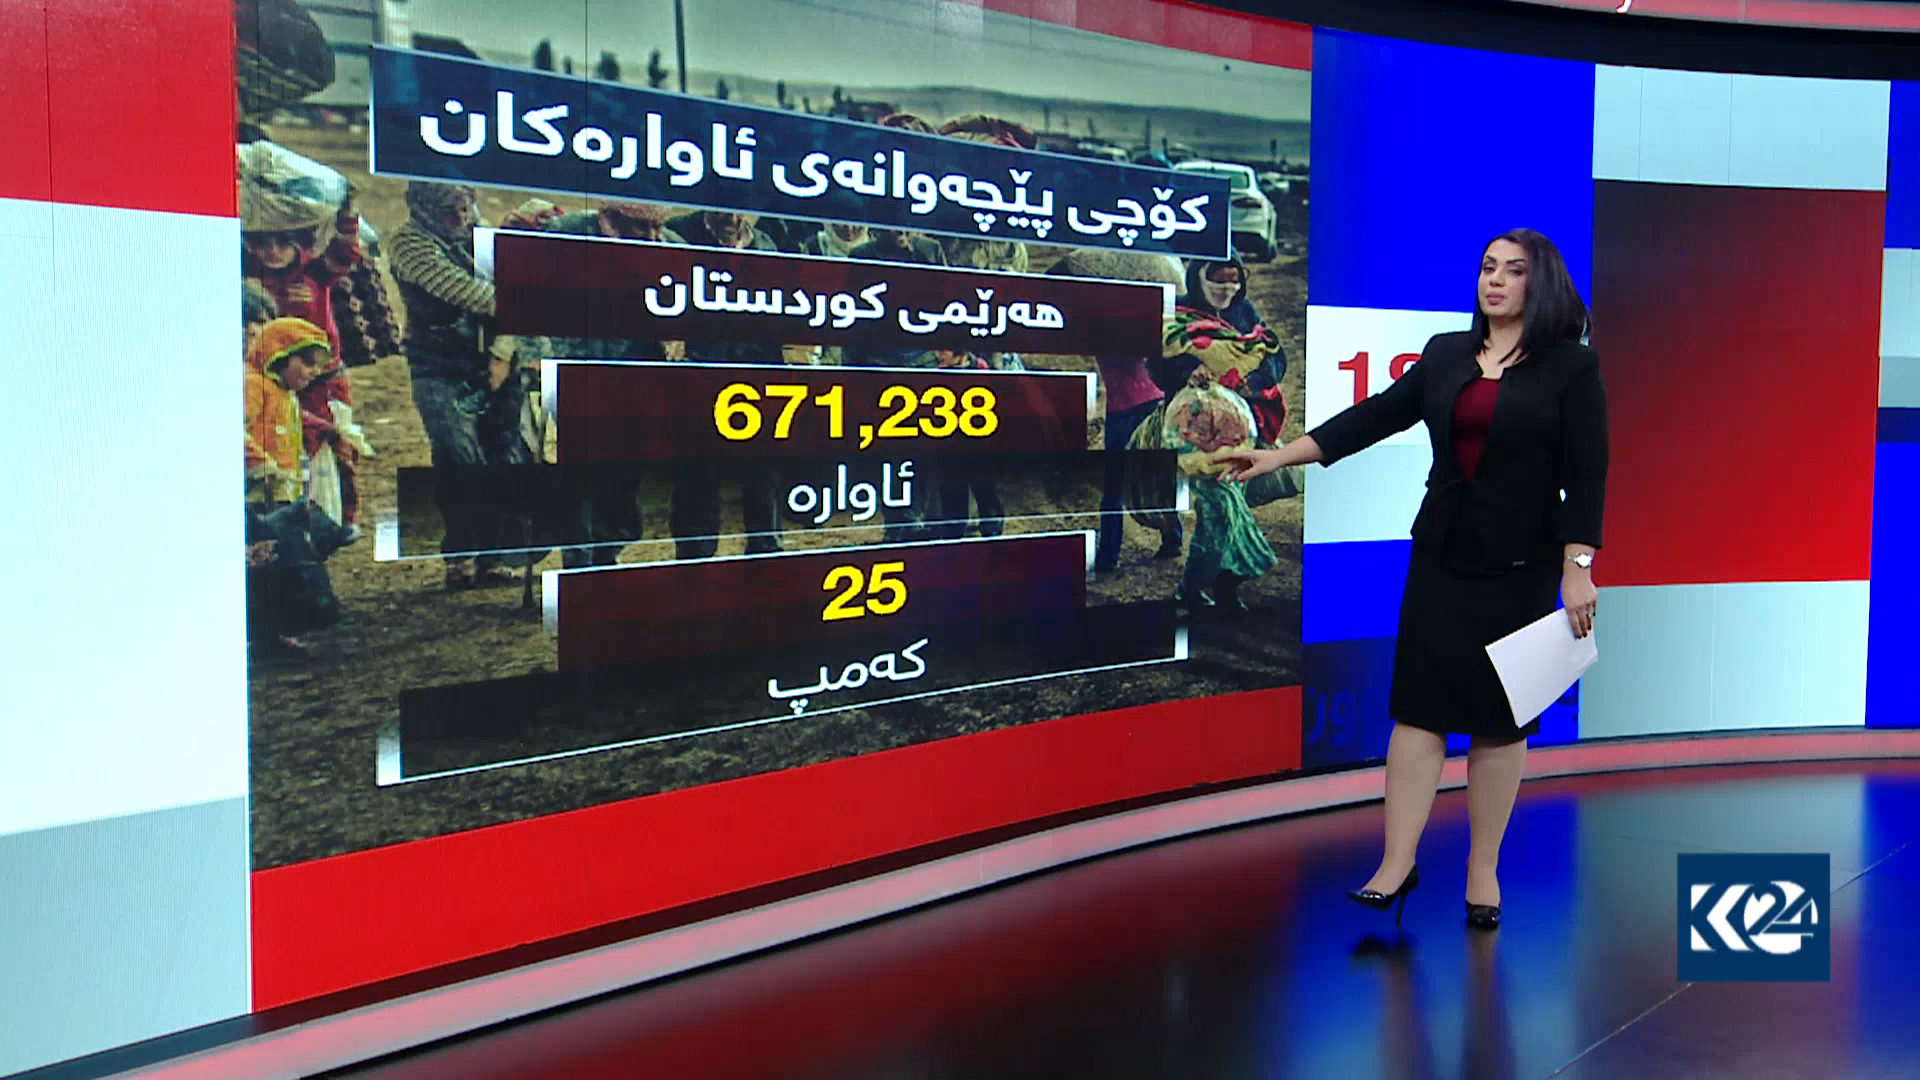 کۆچی پێچەوانەی ئاوارەکان
هەرێمی کوردستان
671,238
ئاوارە
25
کەمپ
K24